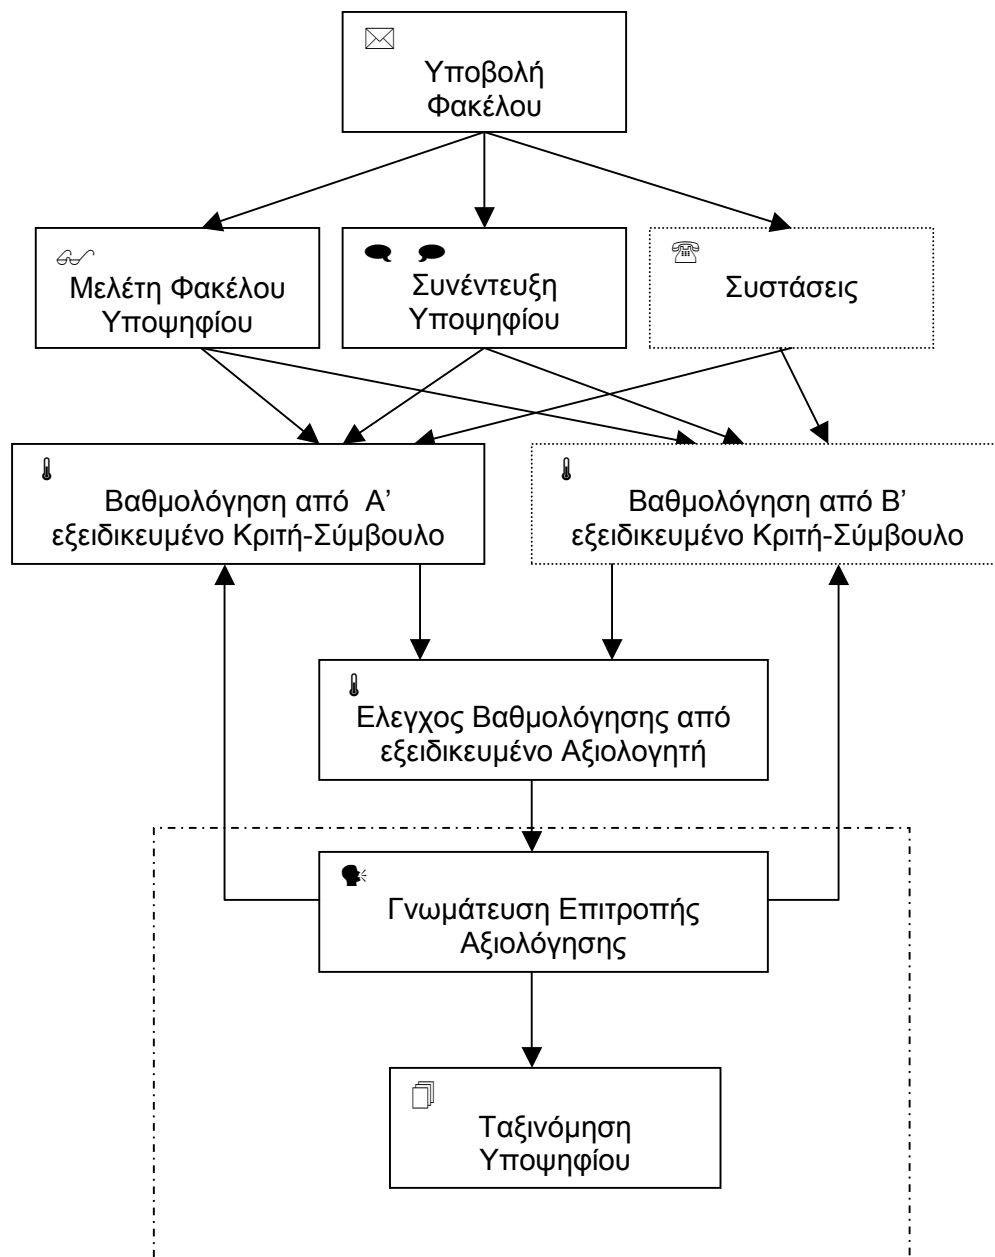 Υποβολή
Φακέλου
Μελέτη Φακέλου
Υποψηφίου
Συνέντευξη
Υποψηφίου
Συστάσεις
Βαθμολόγηση από Α’
εξειδικευμένο Κριτή-Σύμβουλο
Βαθμολόγηση από Β’
εξειδικευμένο Κριτή-Σύμβουλο
Ελεγχος Βαθμολόγησης από
εξειδικευμένο Αξιολογητή
Γνωμάτευση Επιτροπής
Αξιολόγησης
Ταξινόμηση
Υποψηφίου